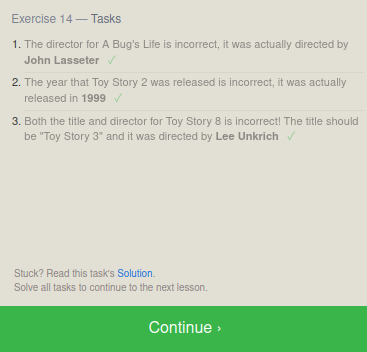 Exercise 14 — Tasks
1. The director for A Bug's Life is incorrect, it was actually directed by
John Lasseter ✓
2. The year that Toy Story 2 was released is incorrect, it was actually
released in 1999 ✓
3. Both the title and director for Toy Story 8 is incorrect! The title should
be "Toy Story 3" and it was directed by Lee Unkrich ✓
Stuck? Read this task's Solution.
Solve all tasks to continue to the next lesson.
Continue ›